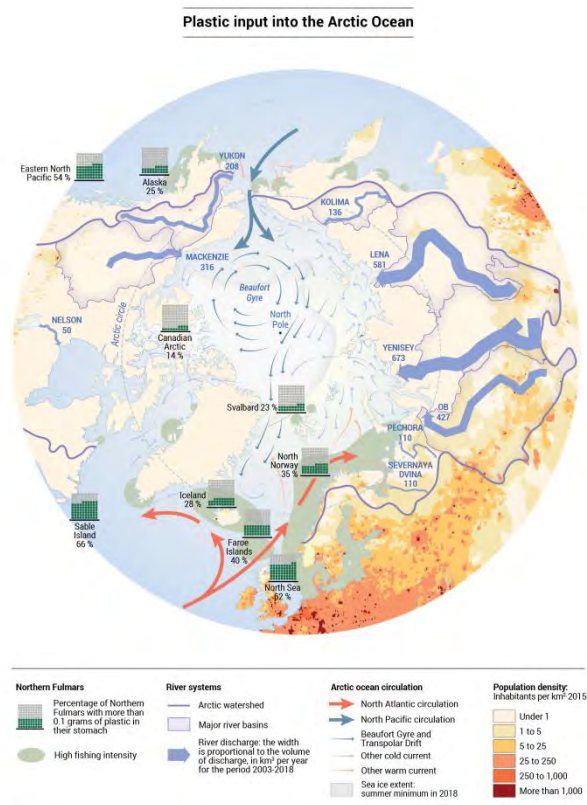 Plastic input into the Arctic Ocean
YUKON
208
Eastern North
Pacific 54 %
Alaska
25 %
KOLIMA
136
LENA
581
MACKENZIE
316
Beaufort
Gyre
North
Pole
NELSON
50
Arctic circle
Canadian
Arctic
14 %
YENISEY
673
Svalbard 23 %
OB
427
PECHORA
110
North
Norway
35 %
SEVERNAYA
DVINA
110
Iceland
28 %
Sable
Island
66 %
Faroe
Islands
40 %
North Sea
52 %
Northern Fulmars
Percentage of Northern
Fulmars with more than
0.1 grams of plastic in
their stomach
High fishing intensity
River systems
Arctic watershed
Major river basins
River discharge: the width
is proportional to the volume
of discharge, in km³ per year
for the period 2003-2018
Arctic ocean circulation
North Atlantic circulation
North Pacific circulation
Beaufort Gyre and
Transpolar Drift
Other cold current
Other warm current
Sea ice extent:
summer minimum in 2018
Population density:
Inhabitants per km² 2015
Under 1
1 to 5
5 to 25
25 to 250
250 to 1,000
More than 1,000